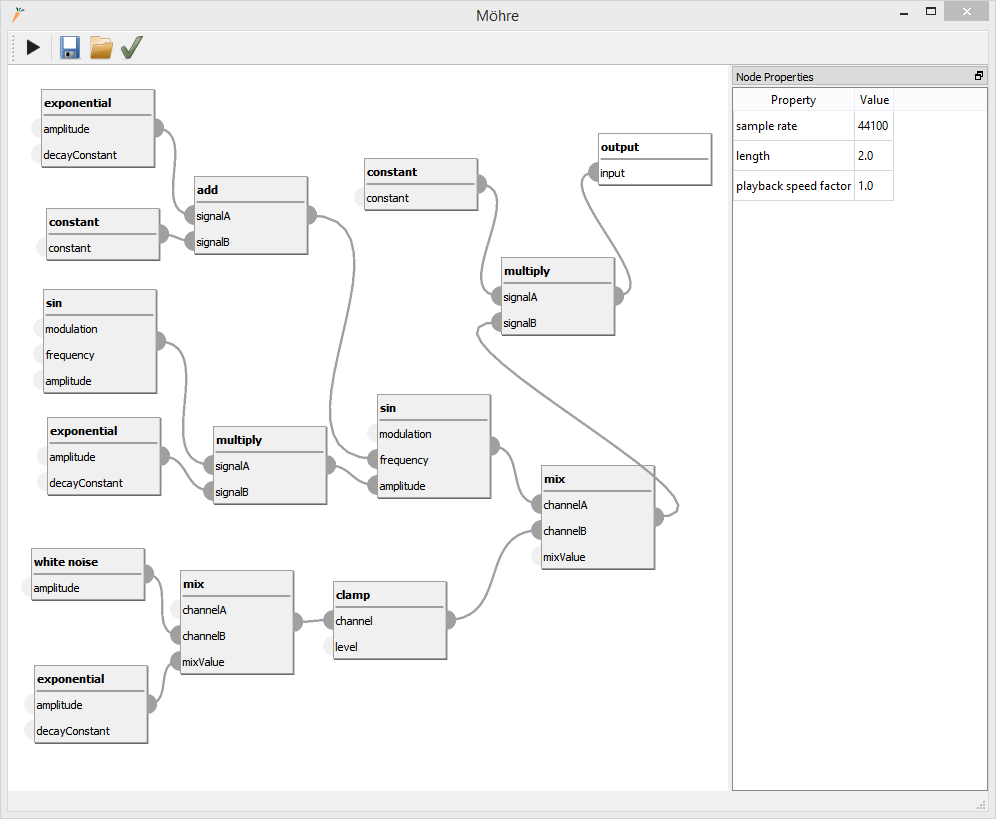 Möhre
exponential
amplitude
decayConstant
constant
constant
sin
modulation
frequency
amplitude
exponential
amplitude
decayConstant
white noise
amplitude
exponential
amplitude
decayConstant
add
signalA
signalB
multiply
signalA
signalB
mix
channelA
channelB
mixValue
clamp
channel
level
constant
constant
sin
modulation
frequency
amplitude
output
input
multiply
signalA
signalB
mix
channelA
channelB
mixValue
Node Properties
Property Value
sample rate 44100
length 2.0
playback speed factor 1.0